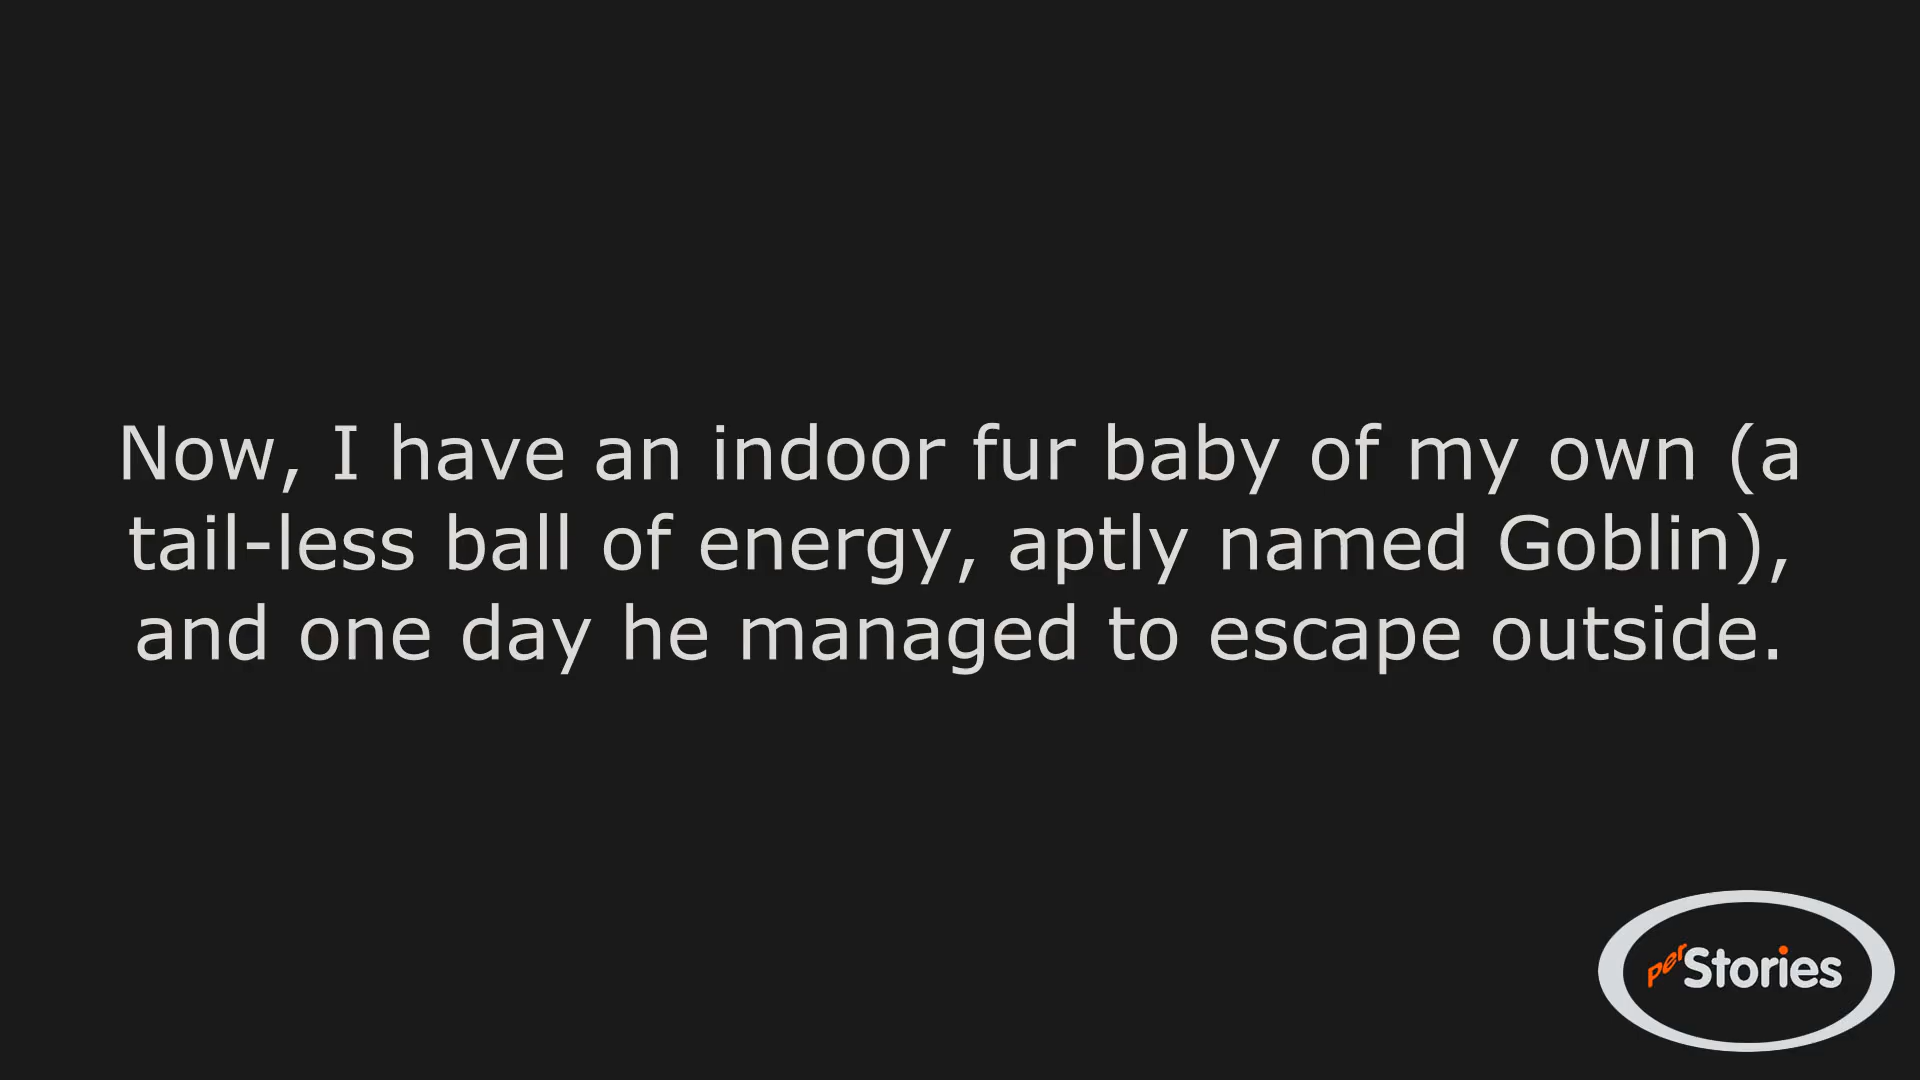 Now, I have an indoor fur baby of my own (a
tail-less ball of energy, aptly named Goblin),
and one day he managed to escape outside.
perStories